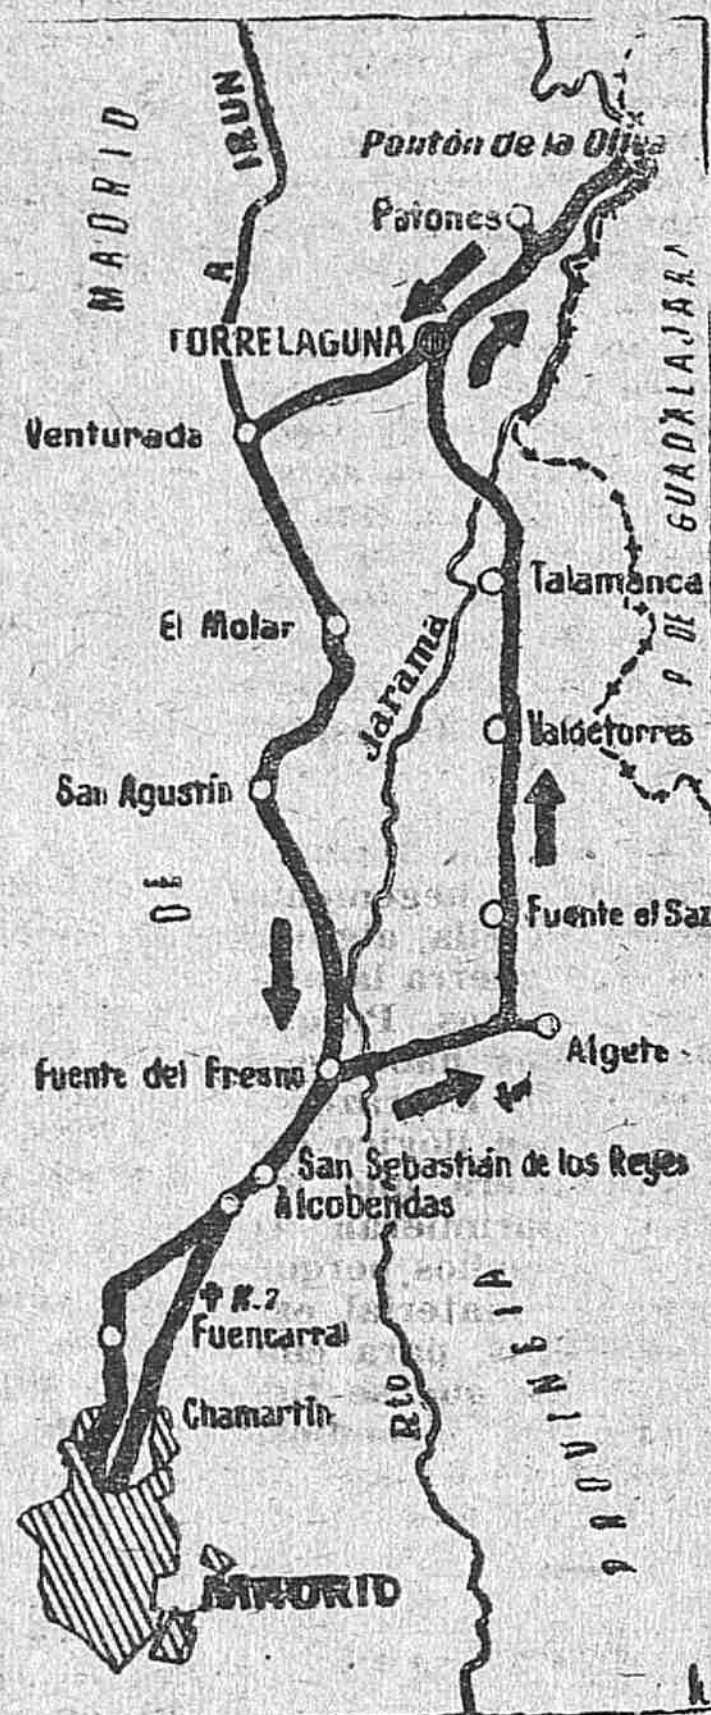 MADRID
A IRUN
Pontón de la Oliva
Patones
TORRELAGUNA
Venturada
P DE GUADALAJARA
Talamanca
El Molar
Jarama
Valdetorres
San Agustín
DE
Fuente el Saz
Algete
Fuente del Fresno
San Sebastián de los Reyes
Alcobendas
K.7
Fuencarral
Chamartín
Rio
PROVINCIA
MADRID